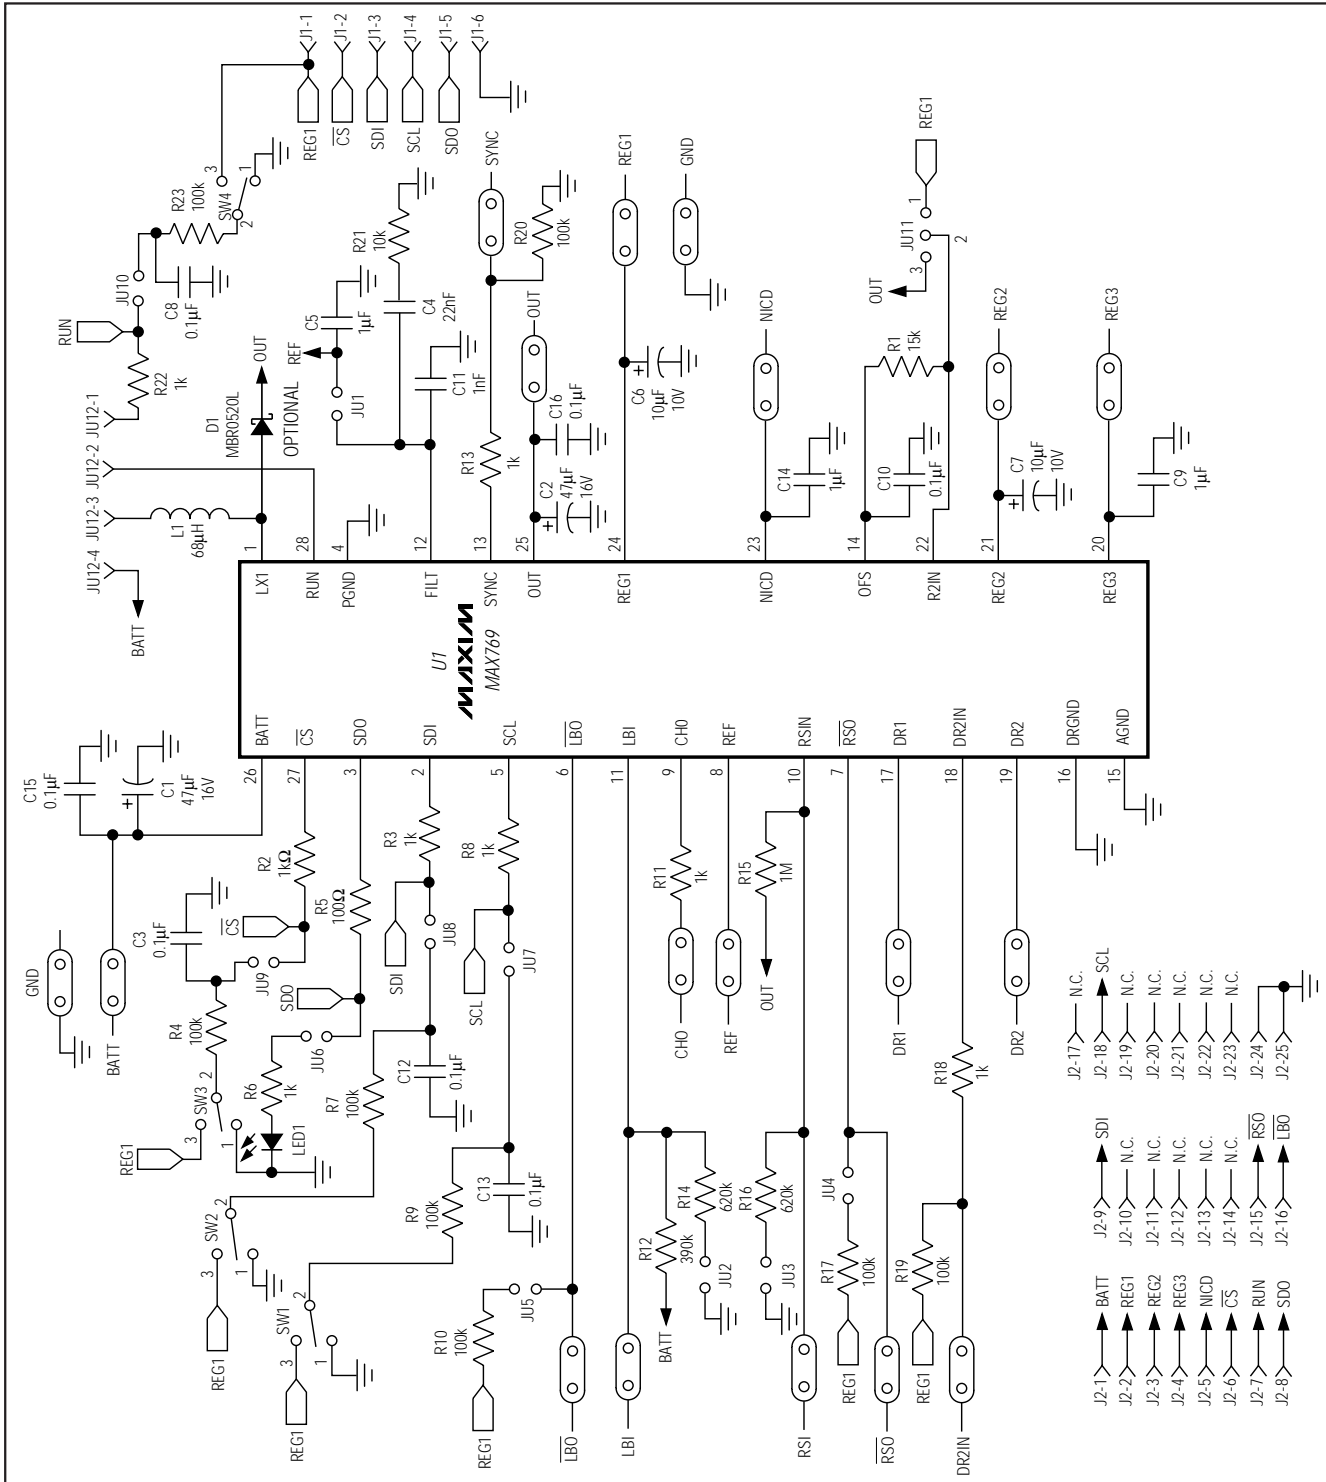 J1-1
J1-2
J1-3
J1-4
J1-5
J1-6
REG1
CS
SDI
SCL
SDO
3
1
SW4
2
R23
100k
JU10
C8
0.1µF
RUN
R22
1k
JU12-1
JU12-2
JU12-3
JU12-4
BATT
L1
68µH
D1
MBR0520L
OUT
OPTIONAL
REF
JU1
C5
1µF
R21
10k
C4
22nF
C11
1nF
R13
1k
SYNC
R20
100k
OUT
C16
0.1µF
C2
47µF
16V
REG1
GND
C6
10µF
10V
NICD
C14
1µF
REG1
1
JU11
2
3
OUT
R1
15k
C10
0.1µF
REG2
C7
10µF
10V
REG3
C9
1µF
1
28
4
12
13
25
24
23
14
22
21
20
LX1
RUN
PGND
FILT
SYNC
OUT
REG1
NICD
OFS
R2IN
REG2
REG3
U1
MAXIM
MAX769
BATT
CS
SDO
SDI
SCL
LBO
LBI
CH0
REF
RSIN
RSO
DR1
DR2IN
DR2
DRGND
AGND
26
27
3
2
5
6
11
9
8
10
7
17
18
19
16
15
C15
0.1µF
C1
47µF
16V
GND
BATT
R2
1kΩ
CS
C3
0.1µF
JU9
R4
100k
SW3
2
3
1
REG1
R5
100Ω
SDO
JU6
R6
1k
LED1
R3
1k
SDI
JU8
R7
100k
C12
0.1µF
SW2
2
3
1
REG1
R8
1k
SCL
JU7
R9
100k
C13
0.1µF
SW1
2
3
1
REG1
JU5
R10
100k
REG1
LBO
LBI
R12
390k
BATT
R14
620k
JU2
R11
1k
CHO
REF
R15
1M
OUT
R16
620k
JU3
RSI
JU4
R17
100k
REG1
RSO
DR1
R18
1k
R19
100k
REG1
DR2IN
DR2
J2-1 BATT
J2-2 REG1
J2-3 REG2
J2-4 REG3
J2-5 NICD
J2-6 CS
J2-7 RUN
J2-8 SDO
J2-9 SDI
J2-10 N.C.
J2-11 N.C.
J2-12 N.C.
J2-13 N.C.
J2-14 N.C.
J2-15 RSO
J2-16 LBO
J2-17 N.C.
J2-18 SCL
J2-19 N.C.
J2-20 N.C.
J2-21 N.C.
J2-22 N.C.
J2-23 N.C.
J2-24
J2-25